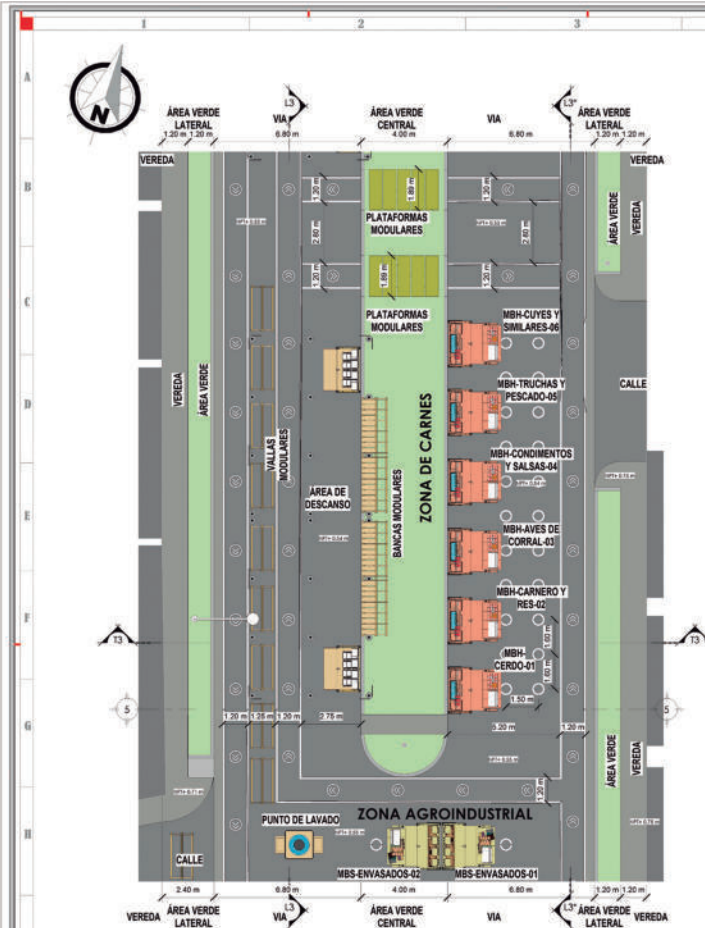 1 2 3
A
B
C
D
E
F
G
H
N
L3 L3"
ÁREA VERDE
LATERAL
VIA
ÁREA VERDE
CENTRAL
VIA
ÁREA VERDE
LATERAL
1.20 m 1.20 m 6.80 m 4.00 m 6.80 m 1.20 m 1.20 m
VEREDA
VEREDA
1.20 m
1.89 m
1.20 m
PLATAFORMAS
MODULARES
2.80 m
2.80 m
ÁREA VERDE
VEREDA
1.20 m
1.89 m
1.20 m
PLATAFORMAS
MODULARES
MBH-CUYES Y
SIMILARES-06
VEREDA
ÁREA VERDE
CALLE
MBH-TRUCHAS Y
PESCADO-05
VALLAS
MODULARES
ZONA DE CARNES
MBH-CONDIMENTOS
Y SALSAS-04
ÁREA DE
DESCANSO
BANCAS MODULARES
MBH-AVES DE
CORRAL-03
MBH-CARNERO Y
RES-02
1.60 m
T3 T3
MBH-
CERDO-01
1.60 m
1.50 m
5 5
1.20 m 1.25 m 1.20 m 2.75 m 5.20 m 1.20 m
ÁREA VERDE
VEREDA
1.20 m
ZONA AGROINDUSTRIAL
PUNTO DE LAVADO
CALLE
MBS-ENVASADOS-02 MBS-ENVASADOS-01
2.40 m 6.80 m 4.00 m 6.80 m 1.20 m 1.20 m
VEREDA
ÁREA VERDE
LATERAL
VIA
L3
ÁREA VERDE
CENTRAL
VIA
L3"
ÁREA VERDE
LATERAL
VEREDA